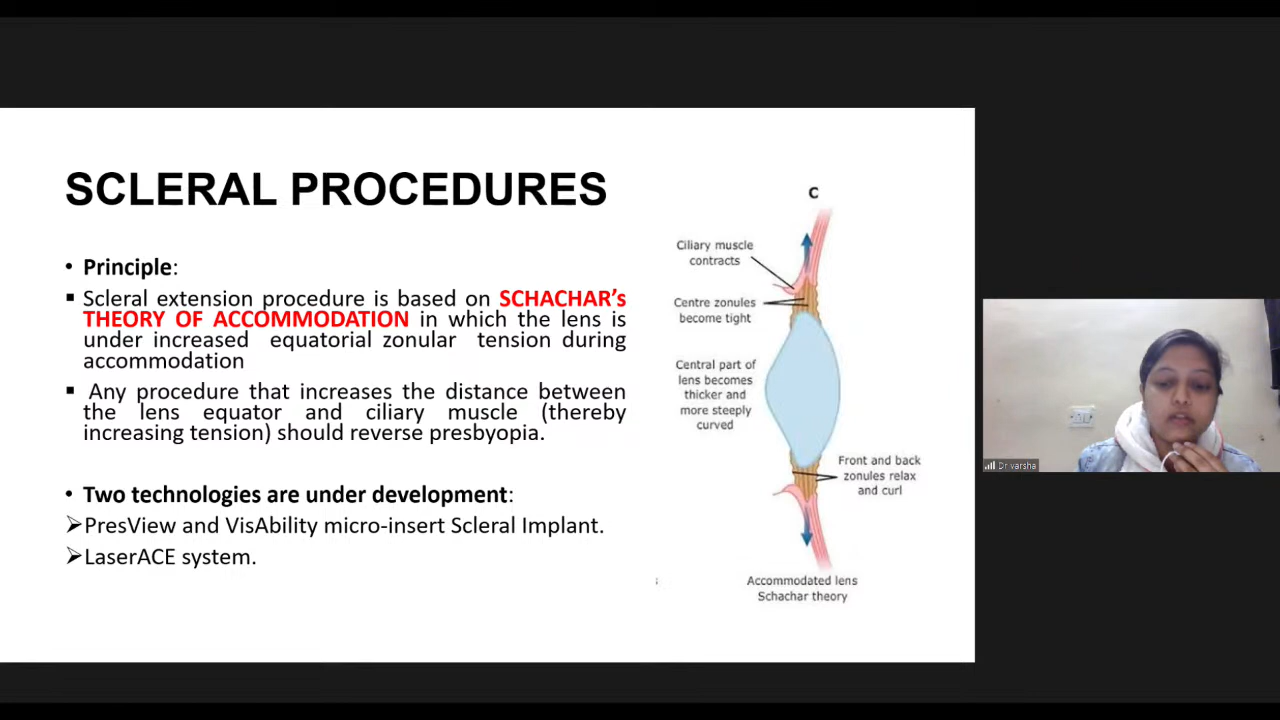 SCLERAL PROCEDURES
• Principle:
▪ Scleral extension procedure is based on SCHACHAR's
THEORY OF ACCOMMODATION in which the lens is
under increased equatorial zonular tension during
accommodation
▪ Any procedure that increases the distance between
the lens equator and ciliary muscle (thereby
increasing tension) should reverse presbyopia.
• Two technologies are under development:
➢PresView and VisAbility micro-insert Scleral Implant.
➢LaserACE system.
C
Ciliary muscle
contracts
Centre zonules
become tight
Central part of
lens becomes
thicker and
more steeply
curved
Front and back
zonules relax
and curl
Accommodated lens
Schachar theory
Dr varsha